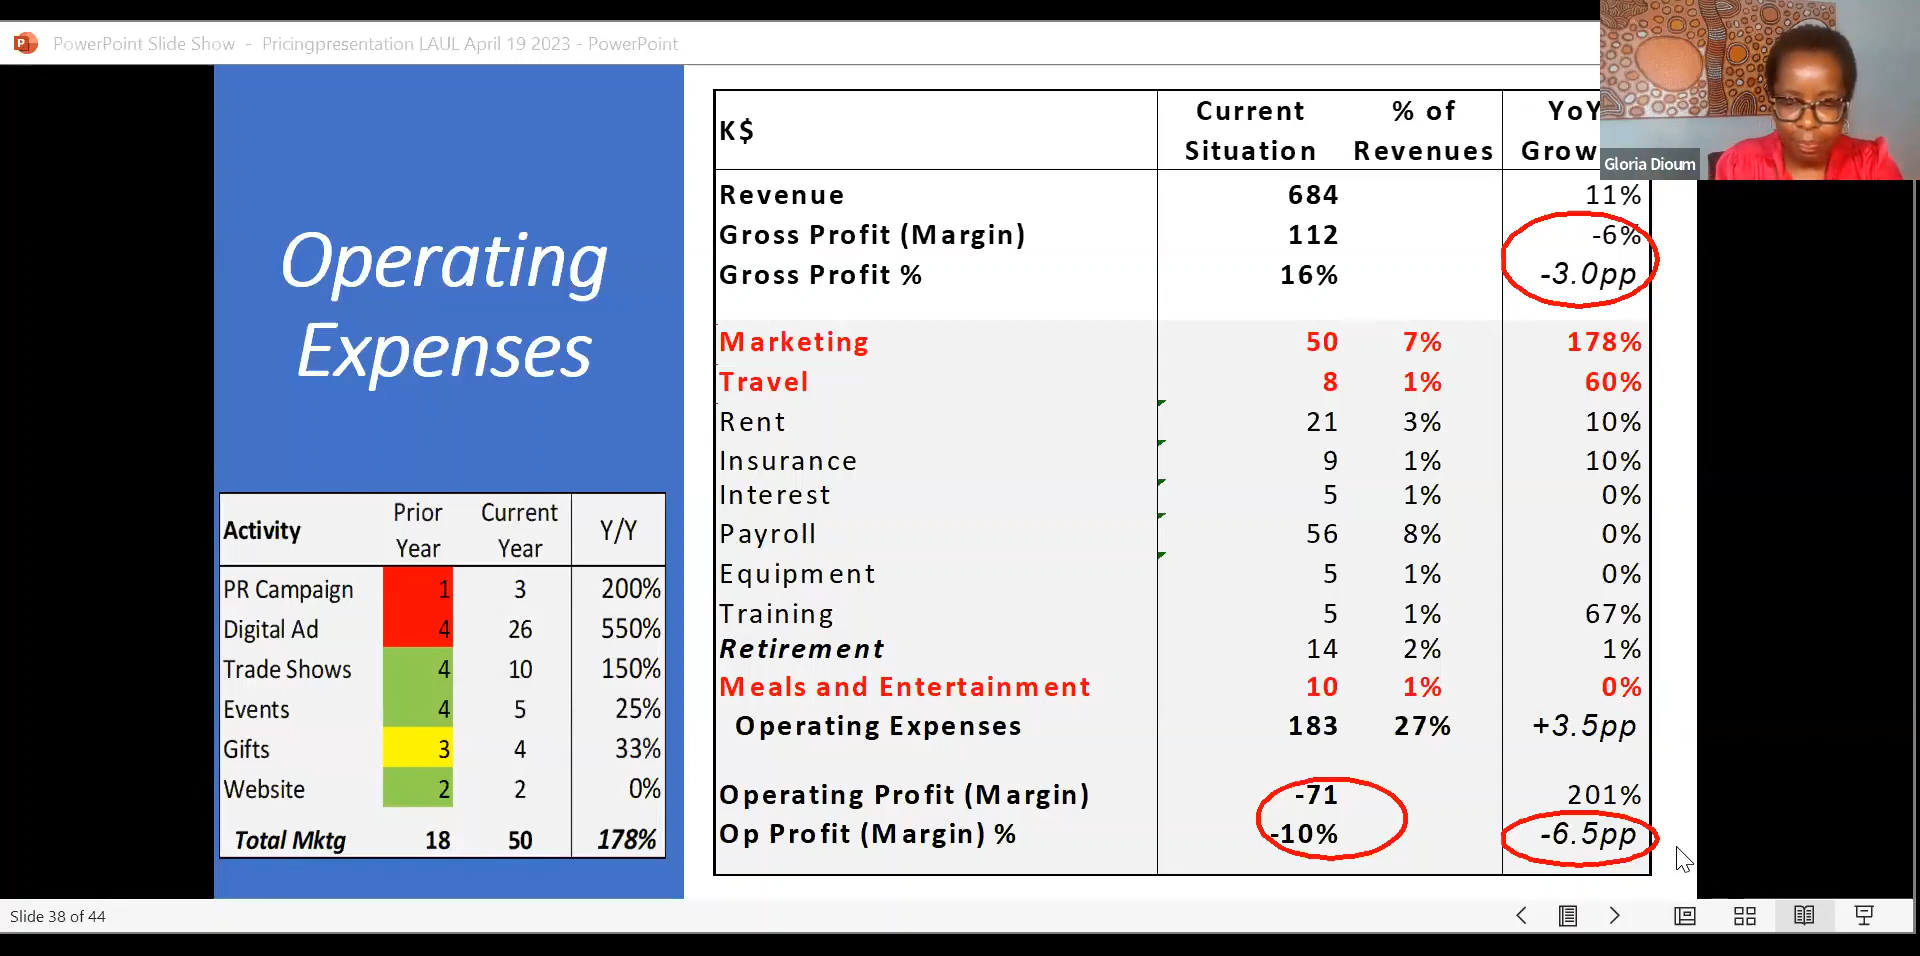 PowerPoint Slide Show - Pricingpresentation LAUL April 19 2023 - PowerPoint
Gloria Dioum
Operating
Expenses
Activity Prior Year Current Year Y/Y
PR Campaign 1 3 200%
Digital Ad 4 26 550%
Trade Shows 4 10 150%
Events 4 5 25%
Gifts 3 4 33%
Website 2 2 0%
Total Mktg 18 50 178%
K$ Current Situation % of Revenues YoY
Revenue 684 11%
Gross Profit (Margin) 112 -6%
Gross Profit % 16% -3.0pp
Marketing 50 7% 178%
Travel 8 1% 60%
Rent 21 3% 10%
Insurance 9 1% 10%
Interest 5 1% 0%
Payroll 56 8% 0%
Equipment 5 1% 0%
Training 5 1% 67%
Retirement 14 2% 1%
Meals and Entertainment 10 1% 0%
Operating Expenses 183 27% +3.5pp
Operating Profit (Margin) -71 201%
Op Profit (Margin) % -10% -6.5pp
Slide 38 of 44